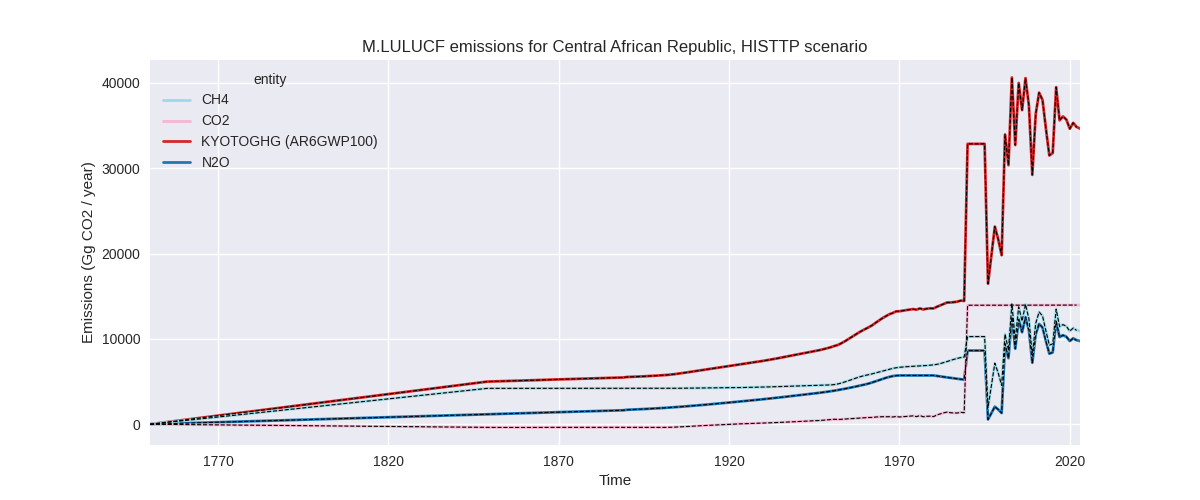 M.LULUCF emissions for Central African Republic, HISTTP scenario
entity
CH4
CO2
KYOTOGHG (AR6GWP100)
N2O
Emissions (Gg CO2 / year)
40000
30000
20000
10000
0
1770
1820
1870
1920
1970
2020
Time